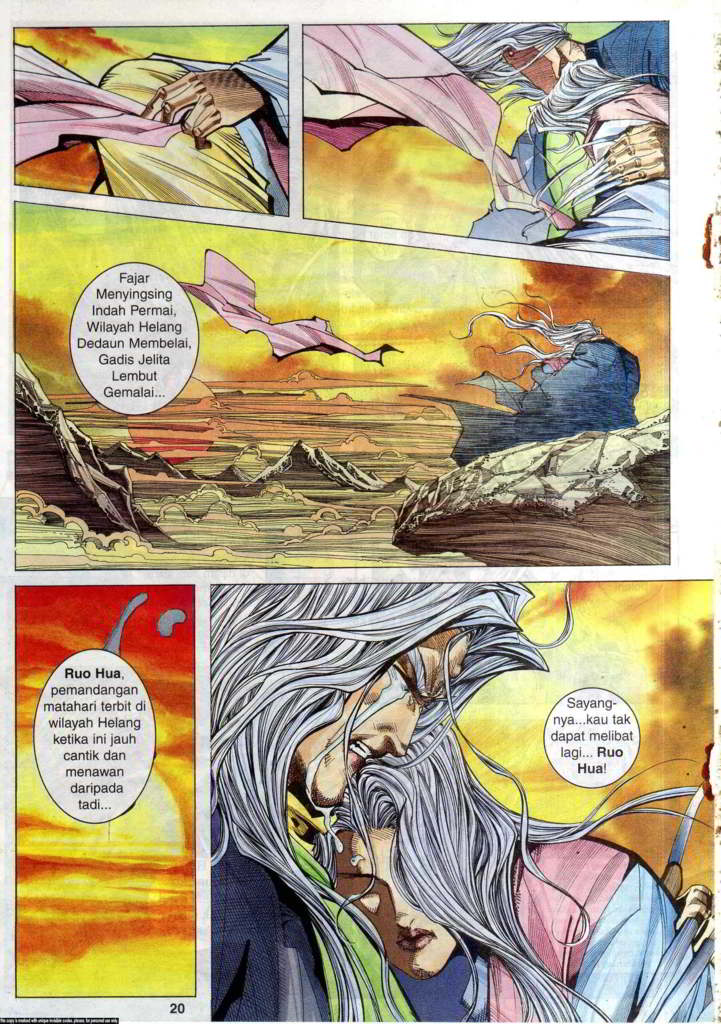 Fajar
Menyingsing
Indah Permai,
Wilayah Helang
Dedaun Membelai,
Gadis Jelita
Lembut
Gemalai...
Ruo Hua,
pemandangan
matahari terbit di
wilayah Helang
ketika ini jauh
cantik dan
menawan
daripada
tadi...
Sayang-
nya...kau tak
dapat melibat
lagi... Ruo
Hua!
20